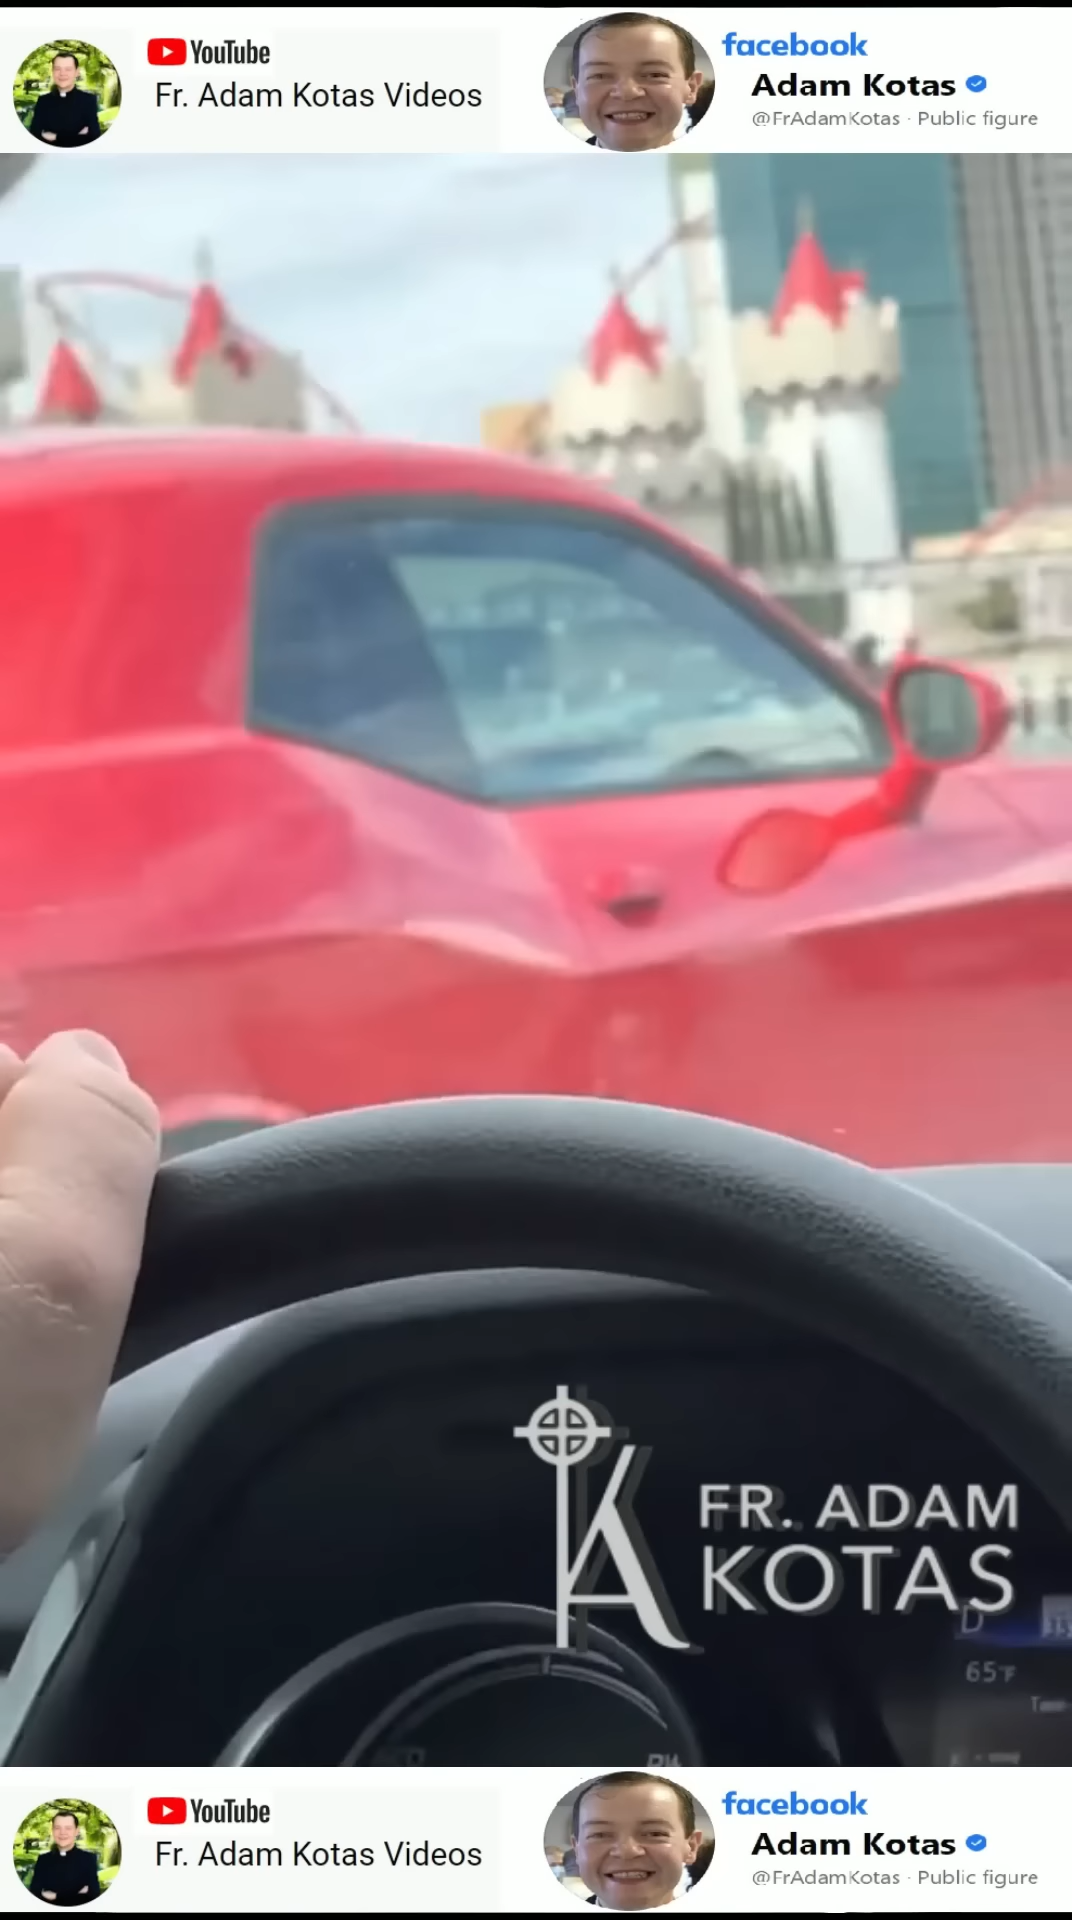 YouTube
Fr. Adam Kotas Videos
facebook
Adam Kotas
@FrAdamKotas · Public figure
FR. ADAM
KOTAS
D
65°F
YouTube
Fr. Adam Kotas Videos
facebook
Adam Kotas
@FrAdamKotas · Public figure